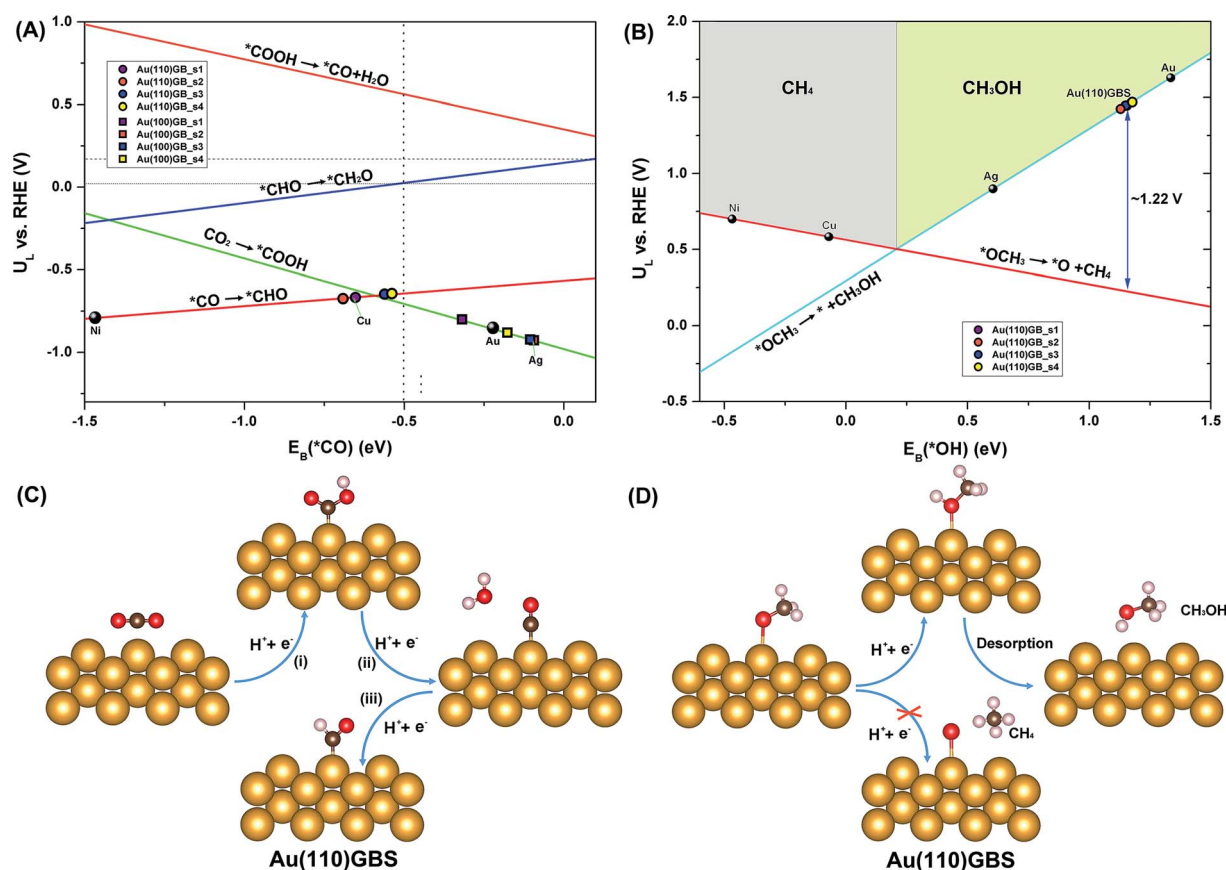 (A)
1.0
0.5
0.0
-0.5
-1.0
U_L vs. RHE (V)
*COOH → *CO+H₂O
Au(110)GB_s1
Au(110)GB_s2
Au(110)GB_s3
Au(110)GB_s4
Au(100)GB_s1
Au(100)GB_s2
Au(100)GB_s3
Au(100)GB_s4
*CHO → *CH₂O
CO₂ → *COOH
*CO → *CHO
Ni
Cu
Au
Ag
-1.5
-1.0
-0.5
0.0
E_B(*CO) (eV)
(B)
2.0
1.5
1.0
0.5
0.0
-0.5
U_L vs. RHE (V)
CH₄
CH₃OH
Au
Au(110)GBS
Ag
~1.22 V
Ni
Cu
*OCH₃ → *O +CH₄
*OCH₃ → * +CH₃OH
Au(110)GB_s1
Au(110)GB_s2
Au(110)GB_s3
Au(110)GB_s4
-0.5
0.0
0.5
1.0
1.5
E_B(*OH) (eV)
(C)
H⁺+ e⁻
(i)
H⁺+ e⁻
(ii)
(iii)
H⁺+ e⁻
Au(110)GBS
(D)
H⁺+ e⁻
Desorption
CH₃OH
H⁺+ e⁻
CH₄
Au(110)GBS